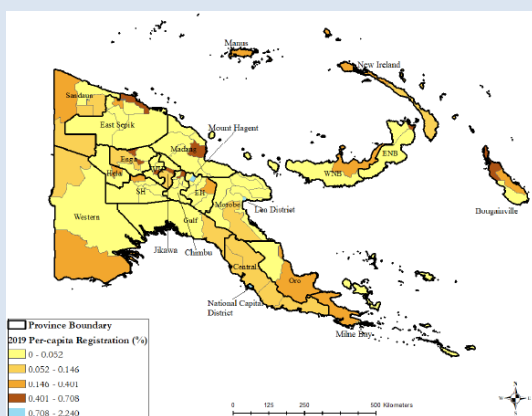 Manus
New Ireland
Sandaun
East Sepik
Mount Hagent
Madang
Enga
ENB
WNB
Hela
EH
SH
Morobe
Lae District
Western
Gulf
Bougainville
Jikawa
Chimbu
Central
Oro
National Capital
District
Milne Bay
Province Boundary
2019 Per-capita Registration (%)
0 - 0.052
0.052 - 0.146
0.146 - 0.401
0.401 - 0.708
0.708 - 2.240
0 125 250 500 Kilometers